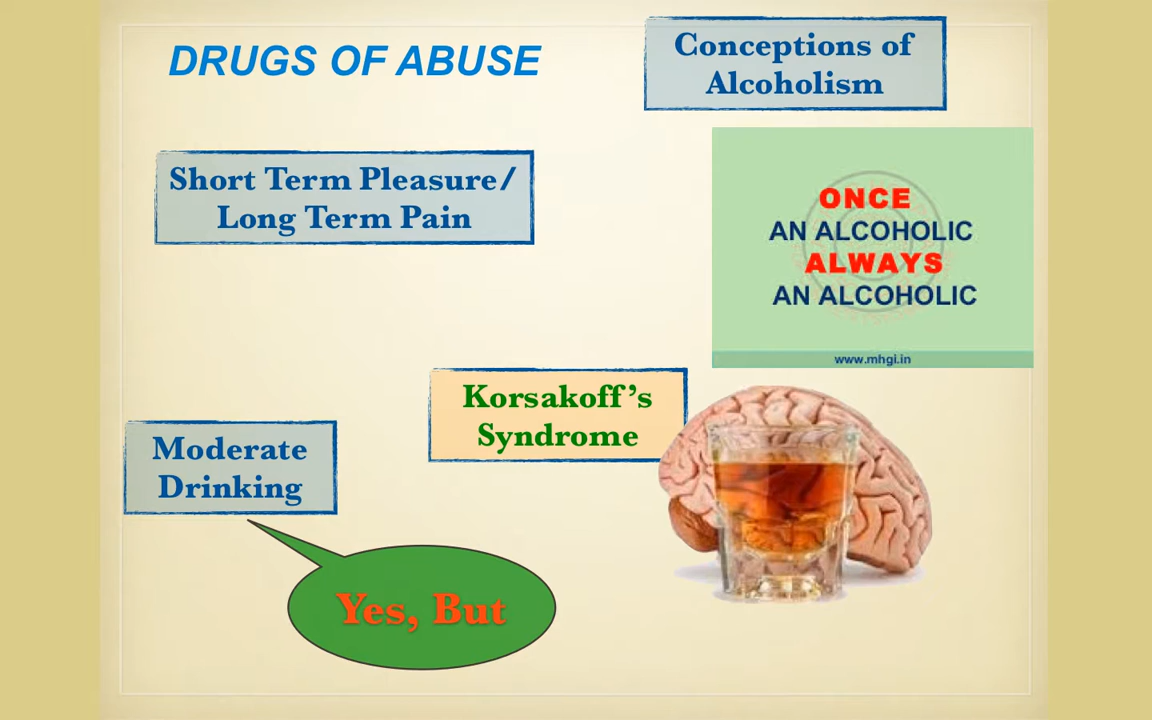 DRUGS OF ABUSE
Conceptions of
Alcoholism
Short Term Pleasure/
Long Term Pain
ONCE
AN ALCOHOLIC
ALWAYS
AN ALCOHOLIC
www.mhgi.in
Korsakoff’s
Syndrome
Moderate
Drinking
Yes, But